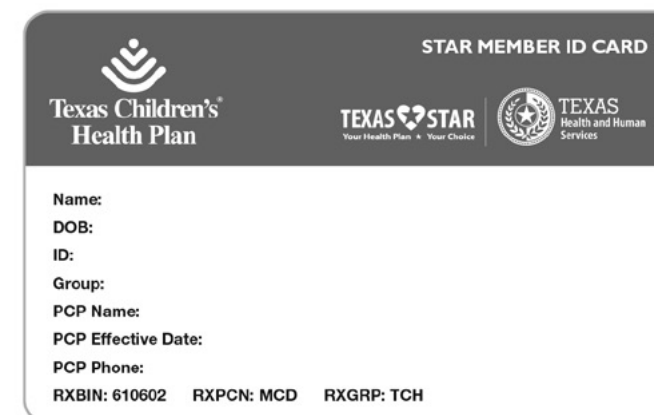 STAR MEMBER ID CARD
Texas Children's®
Health Plan
TEXAS STAR
Your Health Plan ★ Your Choice
TEXAS
Health and Human
Services
Name:
DOB:
ID:
Group:
PCP Name:
PCP Effective Date:
PCP Phone:
RXBIN: 610602 RXPCN: MCD RXGRP: TCH